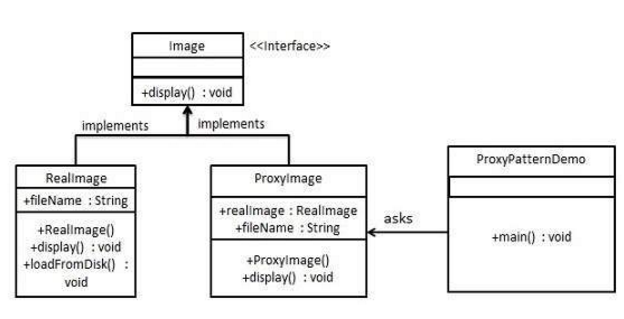 Image
<<Interface>>
+display() : void
implements
implements
RealImage
+fileName : String
+RealImage()
+display() : void
+loadFromDisk() :
void
ProxyImage
+realImage : RealImage
+fileName : String
+ProxyImage()
+display() : void
asks
ProxyPatternDemo
+main() : void